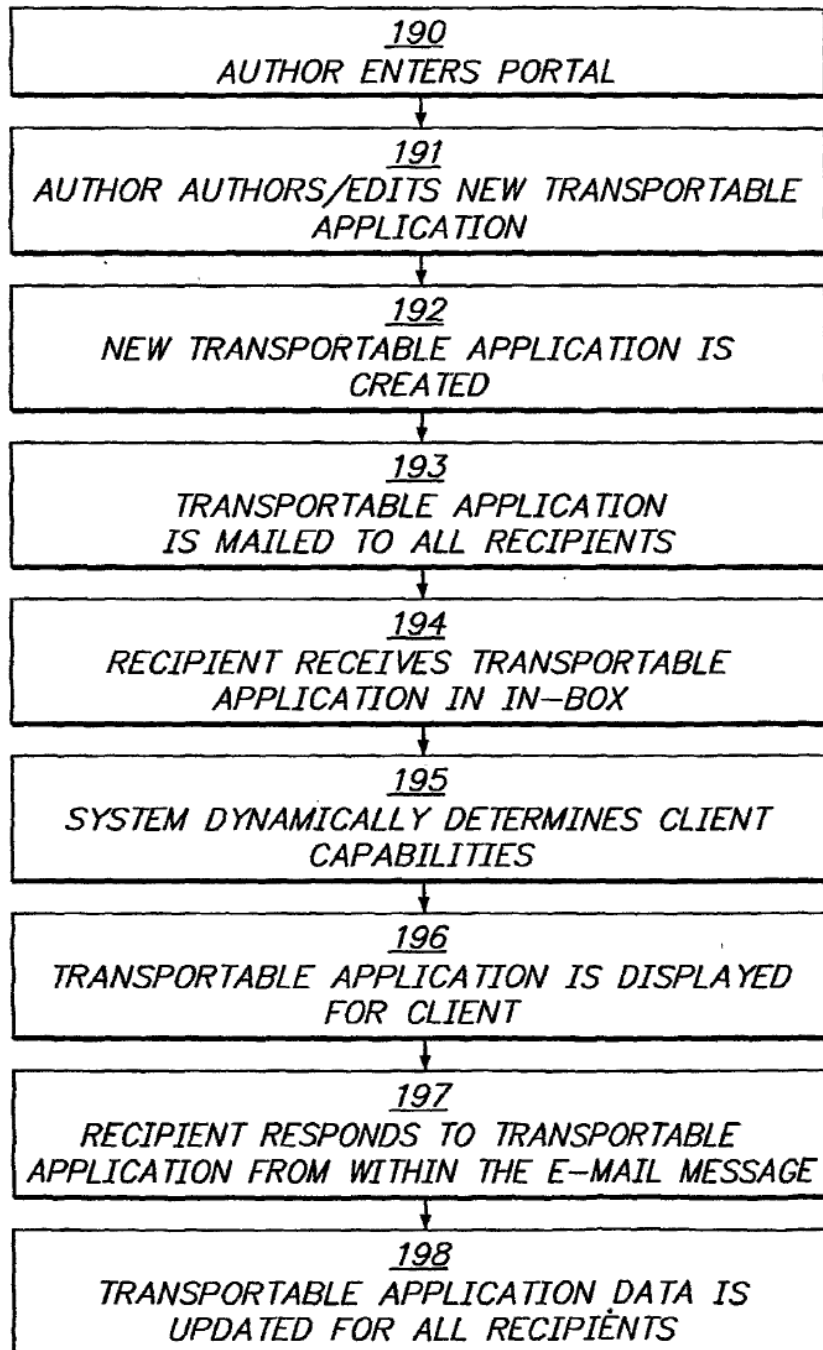 190
AUTHOR ENTERS PORTAL
191
AUTHOR AUTHORS/EDITS NEW TRANSPORTABLE
APPLICATION
192
NEW TRANSPORTABLE APPLICATION IS
CREATED
193
TRANSPORTABLE APPLICATION
IS MAILED TO ALL RECIPIENTS
194
RECIPIENT RECEIVES TRANSPORTABLE
APPLICATION IN IN-BOX
195
SYSTEM DYNAMICALLY DETERMINES CLIENT
CAPABILITIES
196
TRANSPORTABLE APPLICATION IS DISPLAYED
FOR CLIENT
197
RECIPIENT RESPONDS TO TRANSPORTABLE
APPLICATION FROM WITHIN THE E-MAIL MESSAGE
198
TRANSPORTABLE APPLICATION DATA IS
UPDATED FOR ALL RECIPIENTS